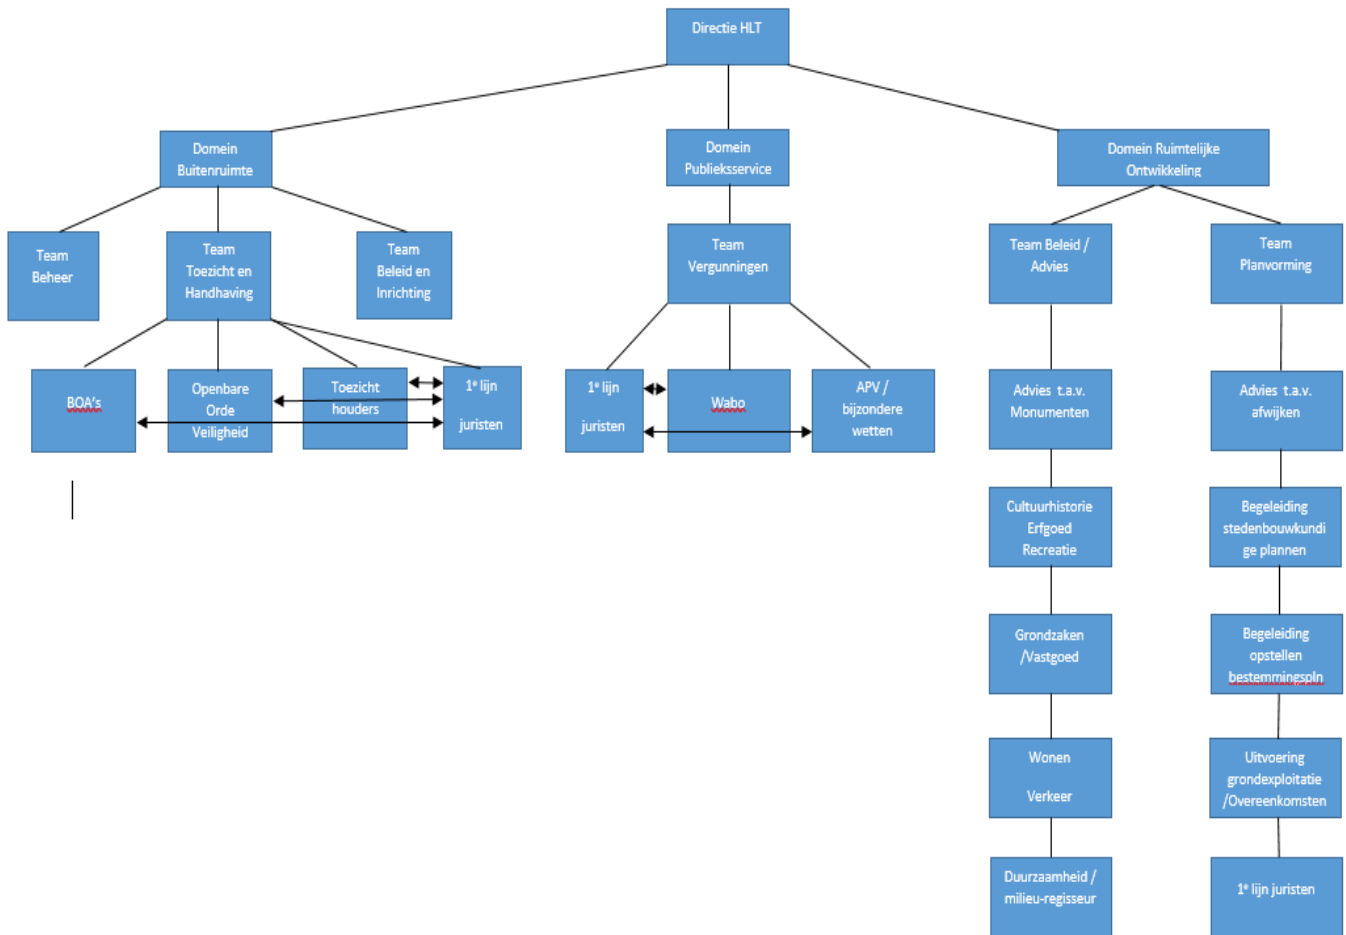 Directie HLT
Domein
Buitenruimte
Domein
Publieksservice
Domein Ruimtelijke
Ontwikkeling
Team
Beheer
Team
Toezicht en
Handhaving
Team
Beleid en
Inrichting
Team
Vergunningen
Team Beleid /
Advies
Team
Planvorming
BOA's
Openbare
Orde
Veiligheid
Toezicht
houders
1e lijn
juristen
1e lijn
juristen
Wabo
APV /
bijzondere
wetten
Advies t.a.v.
Monumenten
Advies t.a.v.
afwijken
Cultuurhistorie
Erfgoed
Recreatie
Begeleiding
stedenbouwkundi
ge plannen
Grondzaken
/Vastgoed
Begeleiding
opstellen
bestemmingspln
Wonen
Verkeer
Uitvoering
grondexploitatie
/Overeenkomsten
Duurzaamheid /
milieu-regisseur
1e lijn juristen